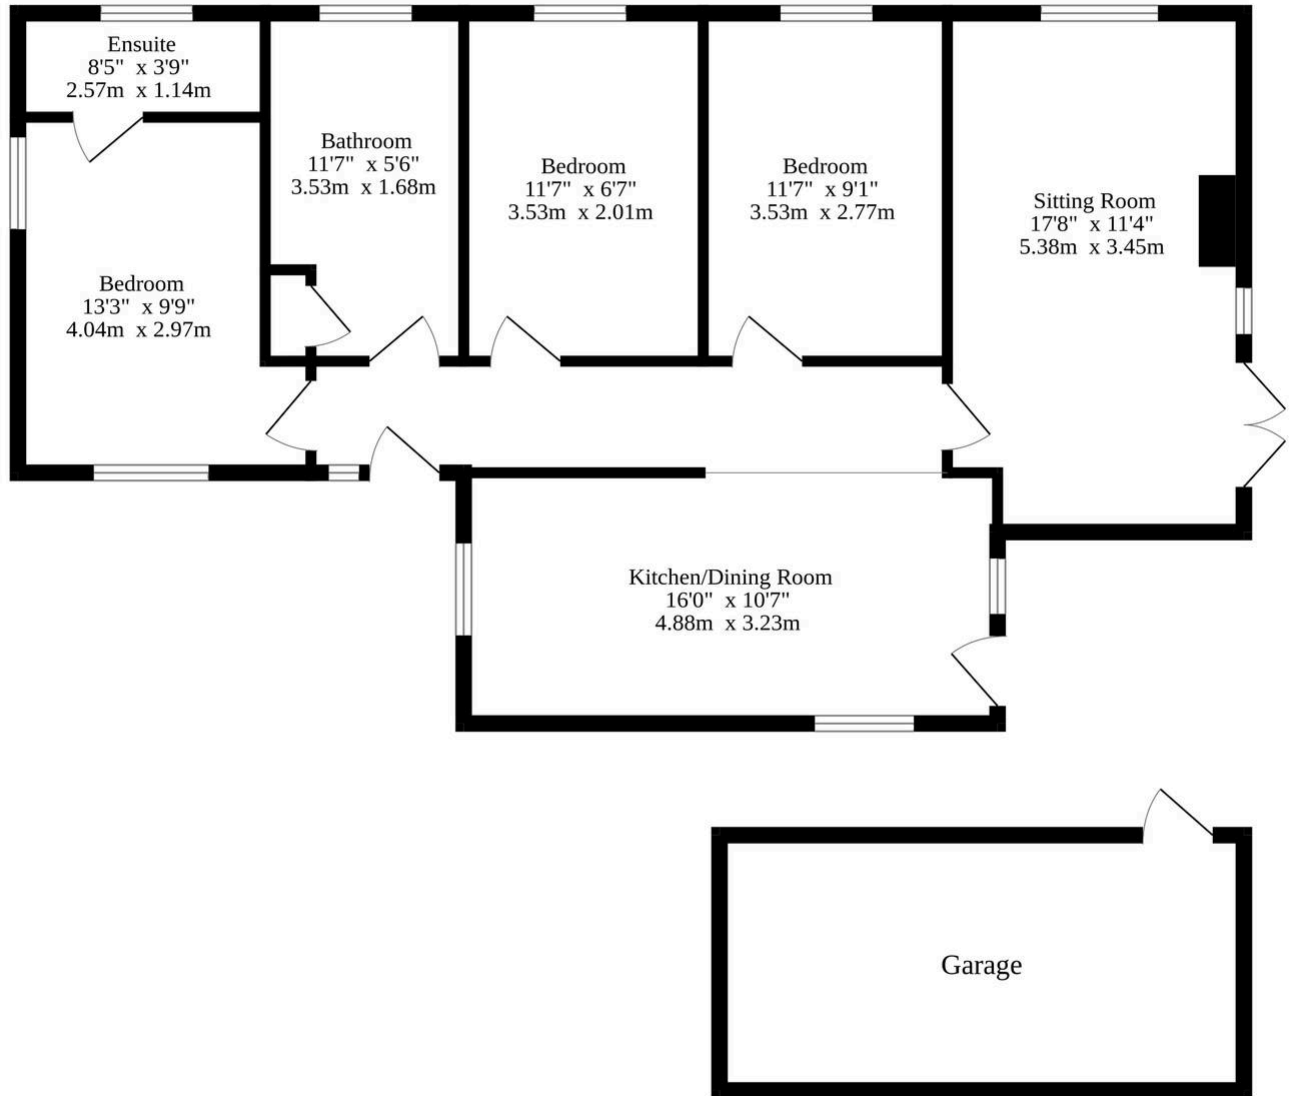 Ensuite
8'5" x 3'9"
2.57m x 1.14m
Bathroom
11'7" x 5'6"
3.53m x 1.68m
Bedroom
11'7" x 6'7"
3.53m x 2.01m
Bedroom
11'7" x 9'1"
3.53m x 2.77m
Sitting Room
17'8" x 11'4"
5.38m x 3.45m
Bedroom
13'3" x 9'9"
4.04m x 2.97m
Kitchen/Dining Room
16'0" x 10'7"
4.88m x 3.23m
Garage